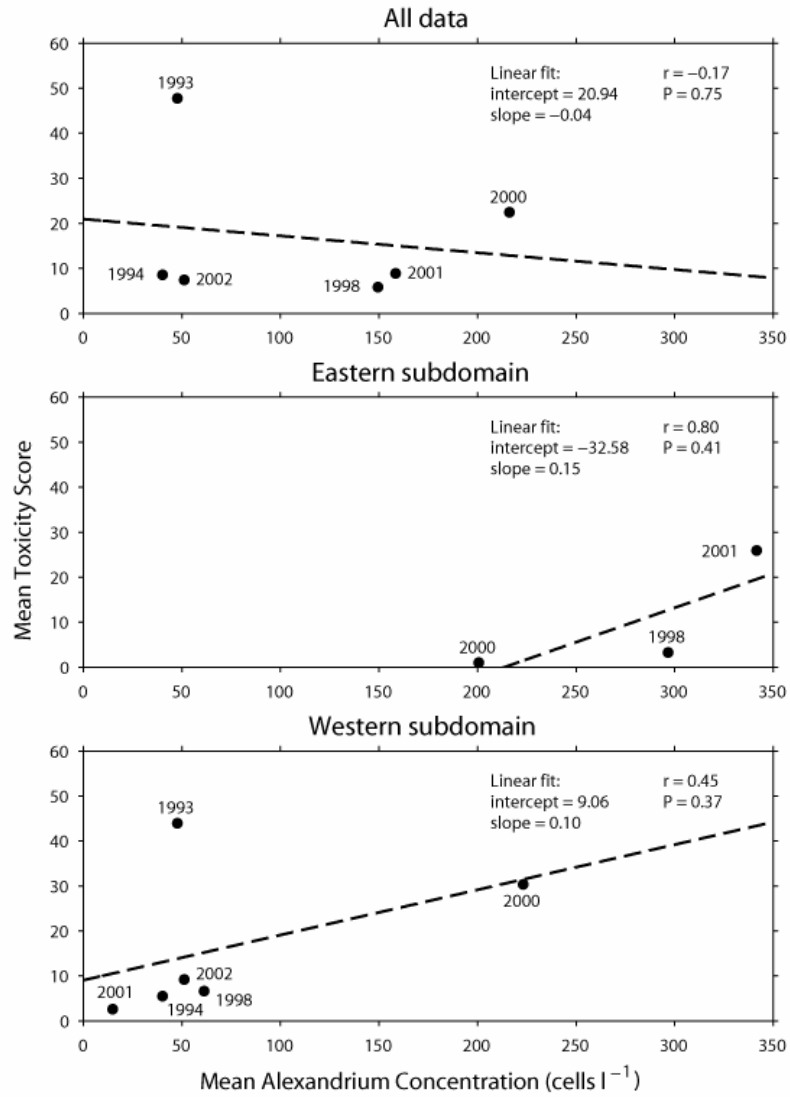 All data
60
50
40
30
20
10
0
1993
Linear fit: r = −0.17
intercept = 20.94 P = 0.75
slope = −0.04
2000
1994 2002 1998 2001
0 50 100 150 200 250 300 350
Eastern subdomain
60
50
40
30
20
10
0
Linear fit: r = 0.80
intercept = −32.58 P = 0.41
slope = 0.15
2001
2000 1998
0 50 100 150 200 250 300 350
Mean Toxicity Score
Western subdomain
60
50
40
30
20
10
0
Linear fit: r = 0.45
intercept = 9.06 P = 0.37
slope = 0.10
1993
2000
2001 1994 2002 1998
0 50 100 150 200 250 300 350
Mean Alexandrium Concentration (cells l⁻¹)